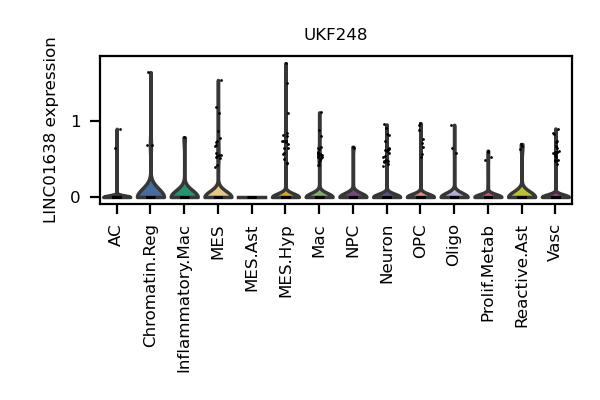 UKF248
LINC01638 expression
1
0
AC
Chromatin.Reg
Inflammatory.Mac
MES
MES.Ast
MES.Hyp
Mac
NPC
Neuron
OPC
Oligo
Prolif.Metab
Reactive.Ast
Vasc